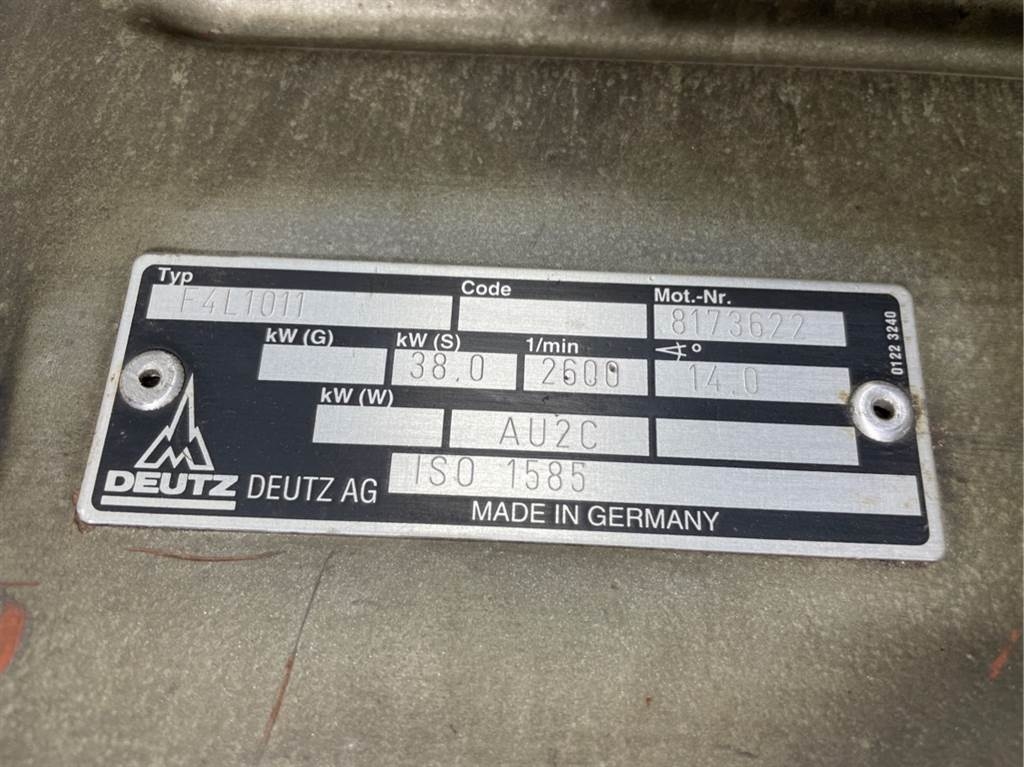 Typ Code Mot.-Nr.
F4L1011 8173622
kW (G) kW (S) 1/min °
38.0 2600 14.0
kW (W)
AU2C
ISO 1585
DEUTZ DEUTZ AG
MADE IN GERMANY
0122 3240